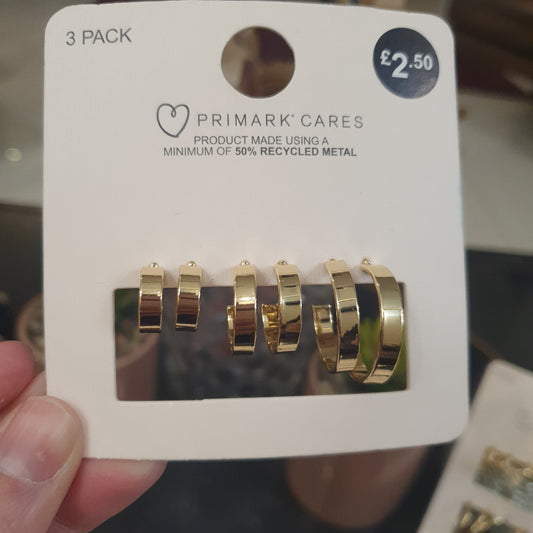 3 PACK
£2.50
PRIMARK® CARES
PRODUCT MADE USING A
MINIMUM OF 50% RECYCLED METAL